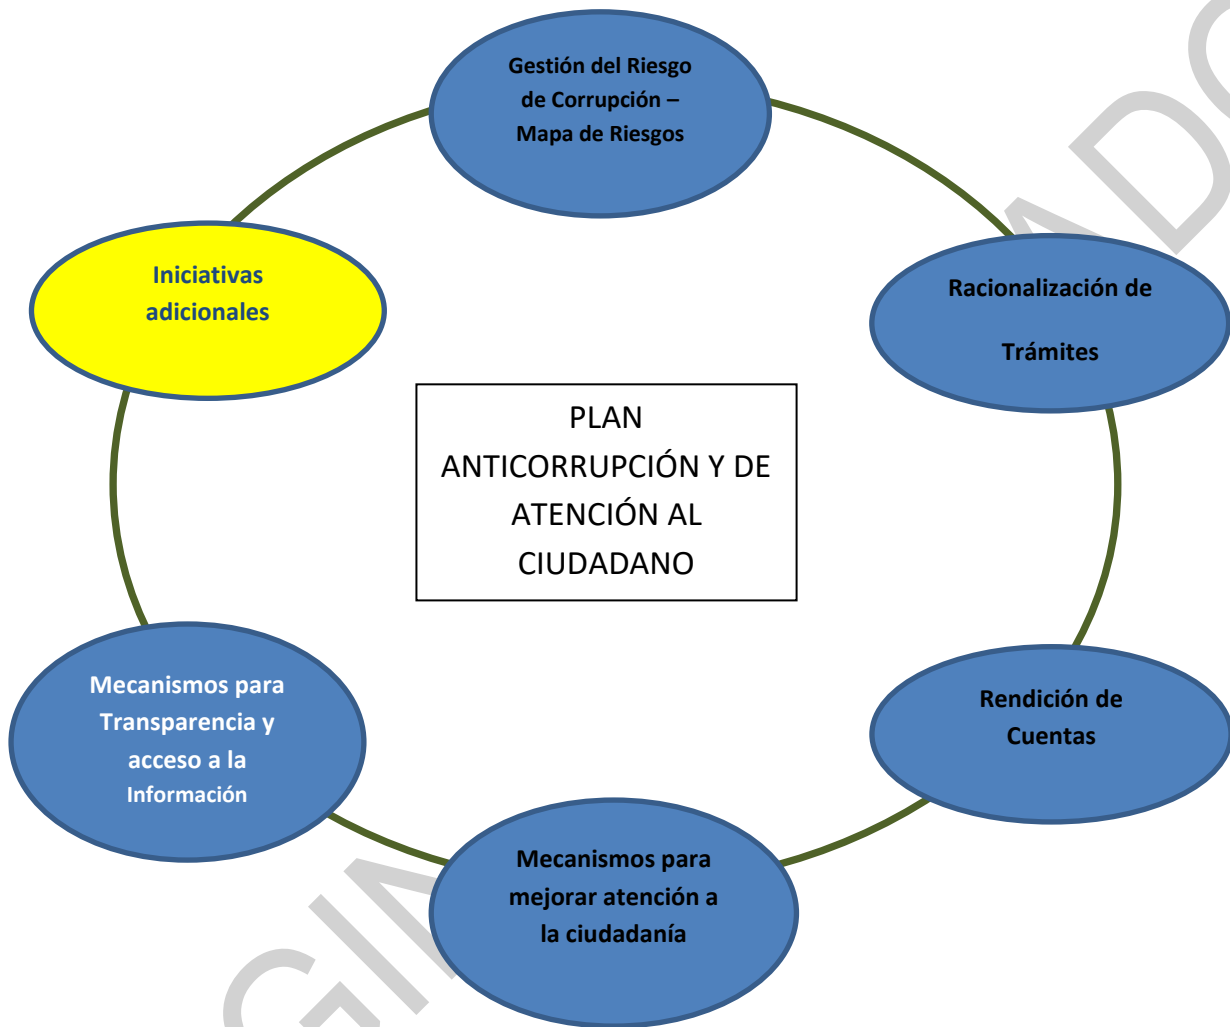 Gestión del Riesgo
de Corrupción –
Mapa de Riesgos
Racionalización de
Trámites
Rendición de
Cuentas
Mecanismos para
mejorar atención a
la ciudadanía
Mecanismos para
Transparencia y
acceso a la
Información
Iniciativas
adicionales
PLAN
ANTICORRUPCIÓN Y DE
ATENCIÓN AL
CIUDADANO